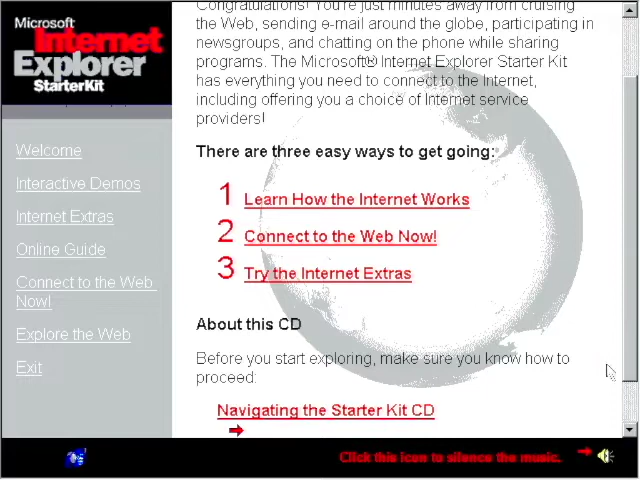 Microsoft
Internet
Explorer
StarterKit
Welcome
Interactive Demos
Internet Extras
Online Guide
Connect to the Web
Now!
Explore the Web
Exit
Congratulations! You're just minutes away from cruising
the Web, sending e-mail around the globe, participating in
newsgroups, and chatting on the phone while sharing
programs. The Microsoft® Internet Explorer Starter Kit
has everything you need to connect to the Internet,
including offering you a choice of Internet service
providers!
There are three easy ways to get going:
1 Learn How the Internet Works
2 Connect to the Web Now!
3 Try the Internet Extras
About this CD
Before you start exploring, make sure you know how to
proceed:
Navigating the Starter Kit CD
Click this icon to silence the music.